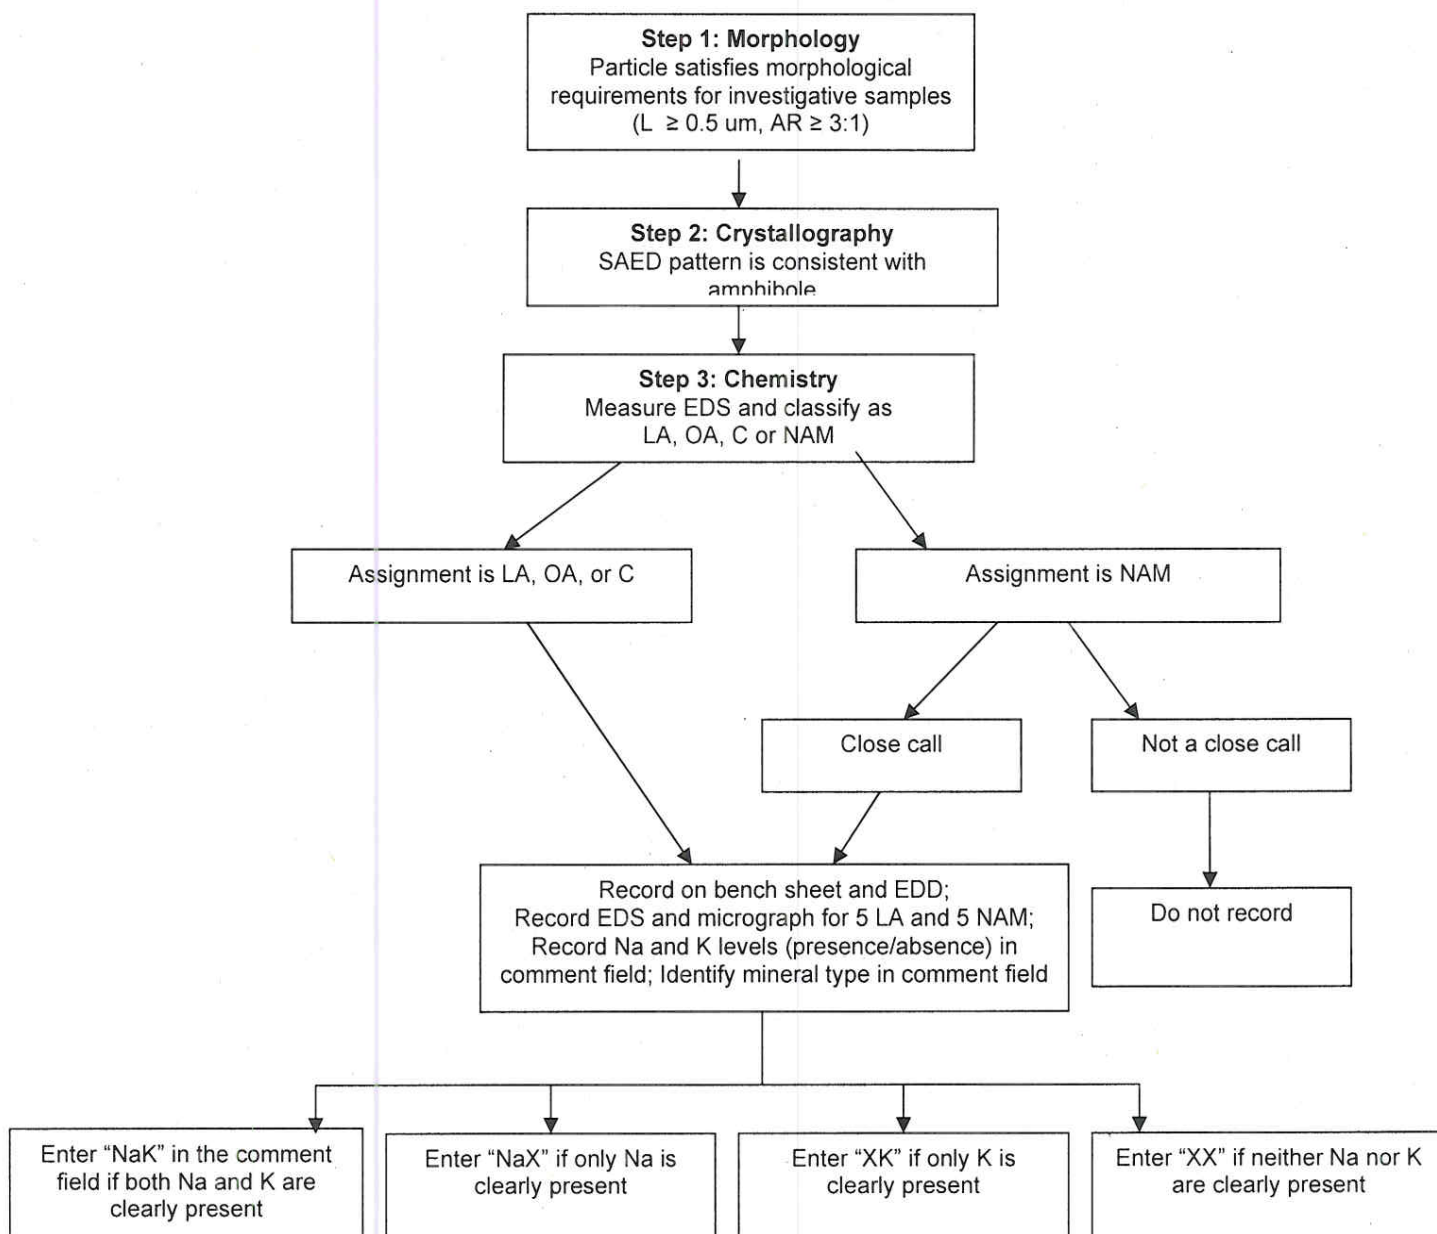 Step 1: Morphology
Particle satisfies morphological
requirements for investigative samples
(L ≥ 0.5 um, AR ≥ 3:1)
Step 2: Crystallography
SAED pattern is consistent with
amphibole
Step 3: Chemistry
Measure EDS and classify as
LA, OA, C or NAM
Assignment is LA, OA, or C
Assignment is NAM
Close call
Not a close call
Record on bench sheet and EDD;
Record EDS and micrograph for 5 LA and 5 NAM;
Record Na and K levels (presence/absence) in
comment field; Identify mineral type in comment field
Do not record
Enter “NaK” in the comment
field if both Na and K are
clearly present
Enter “NaX” if only Na is
clearly present
Enter “XK” if only K is
clearly present
Enter “XX” if neither Na nor K
are clearly present